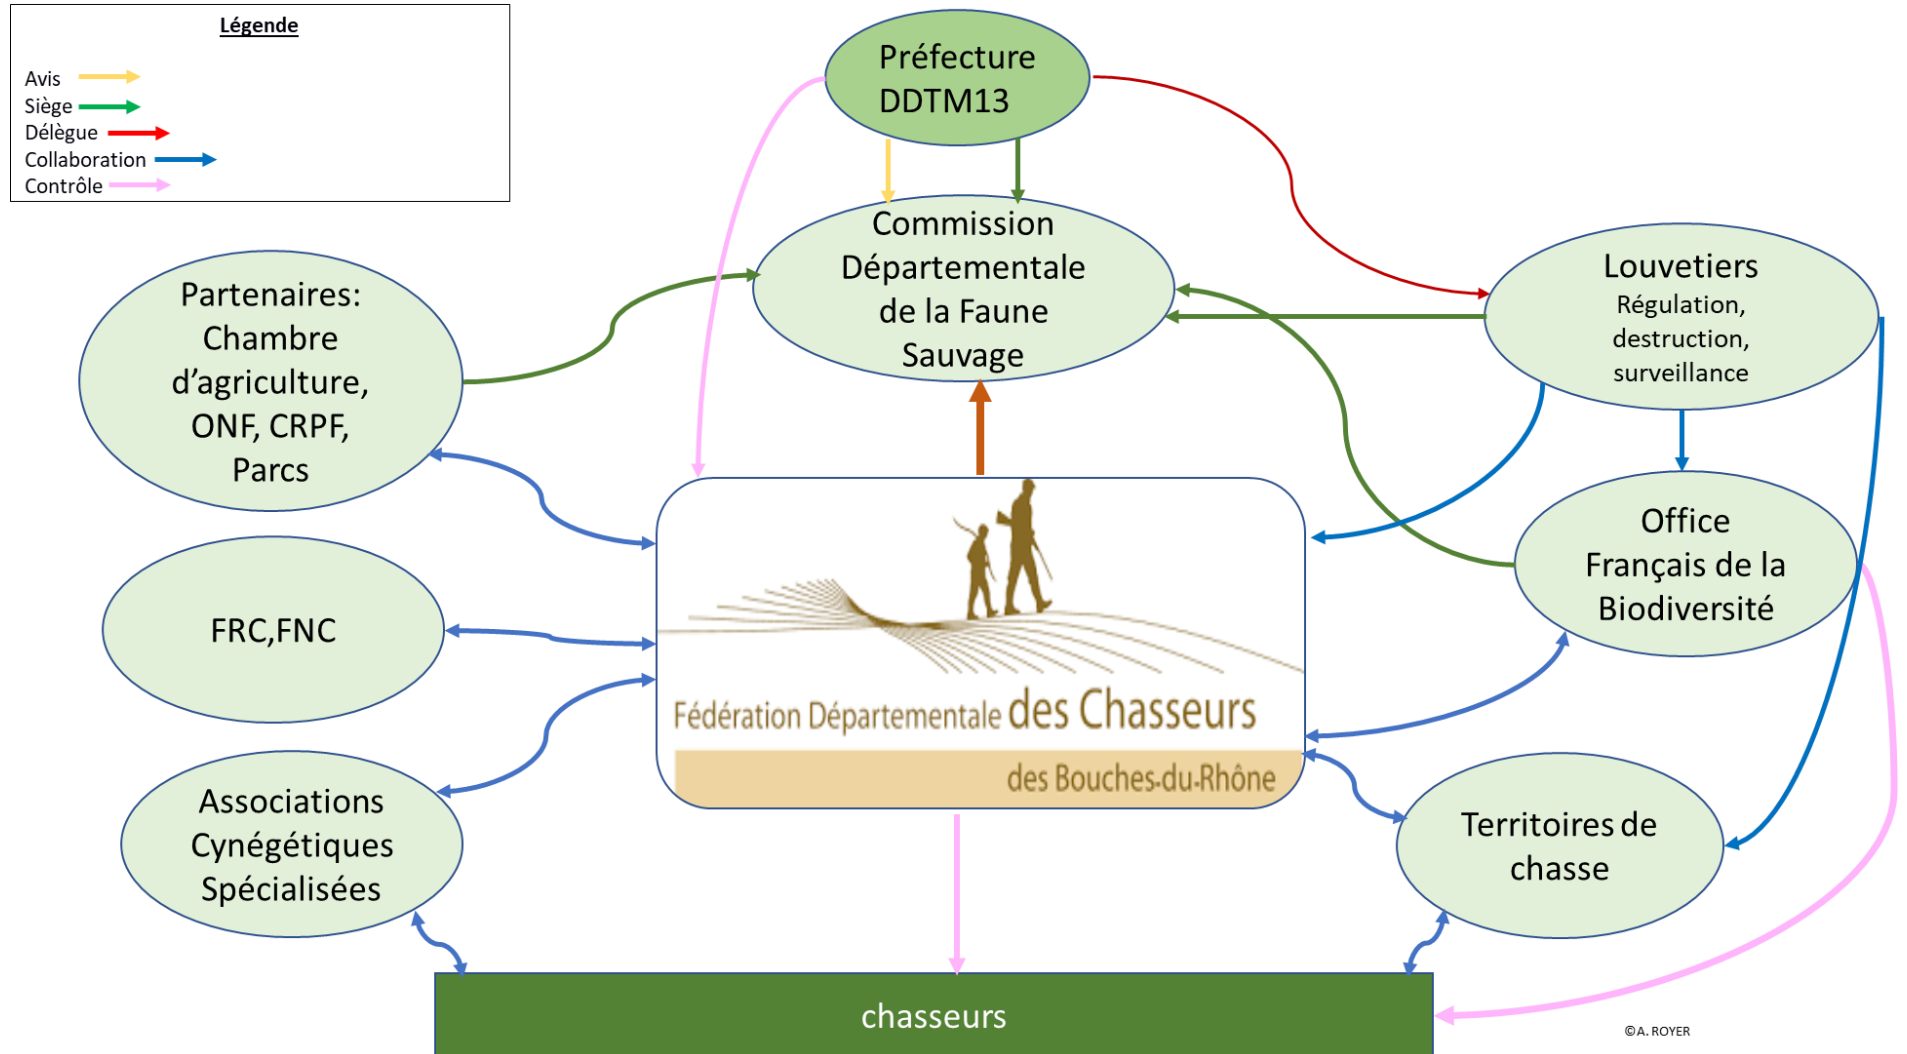 Légende
Avis
Siège
Délègue
Collaboration
Contrôle
Préfecture
DDTM13
Commission
Départementale
de la Faune
Sauvage
Louvetiers
Régulation,
destruction,
surveillance
Partenaires:
Chambre
d’agriculture,
ONF, CRPF,
Parcs
Office
Français de la
Biodiversité
FRC,FNC
Fédération Départementale des Chasseurs
des Bouches-du-Rhône
Associations
Cynégétiques
Spécialisées
Territoires de
chasse
chasseurs
©A. ROYER